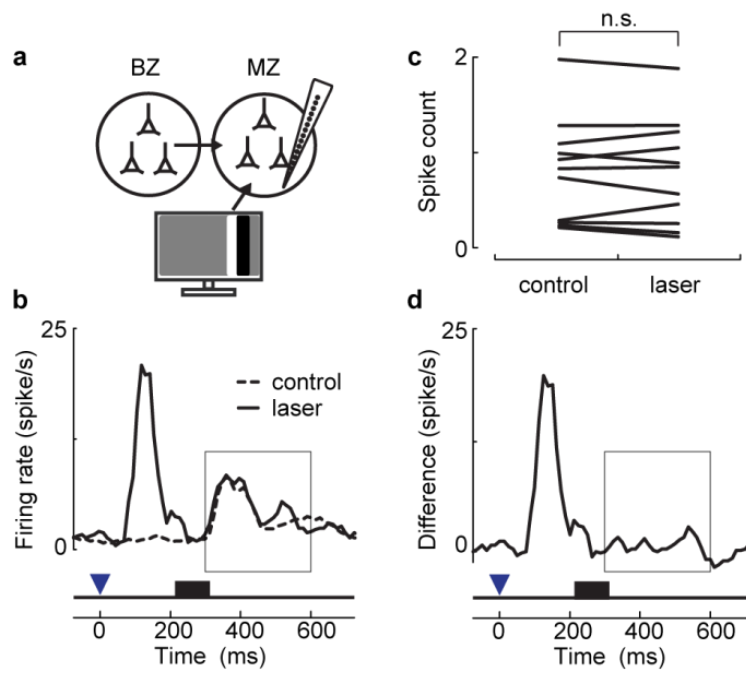 a
BZ
MZ
c
n.s.
2
1
0
Spike count
control
laser
b
25
0
Firing rate (spike/s)
control
laser
0
200
400
600
Time (ms)
d
25
0
Difference (spike/s)
0
200
400
600
Time (ms)